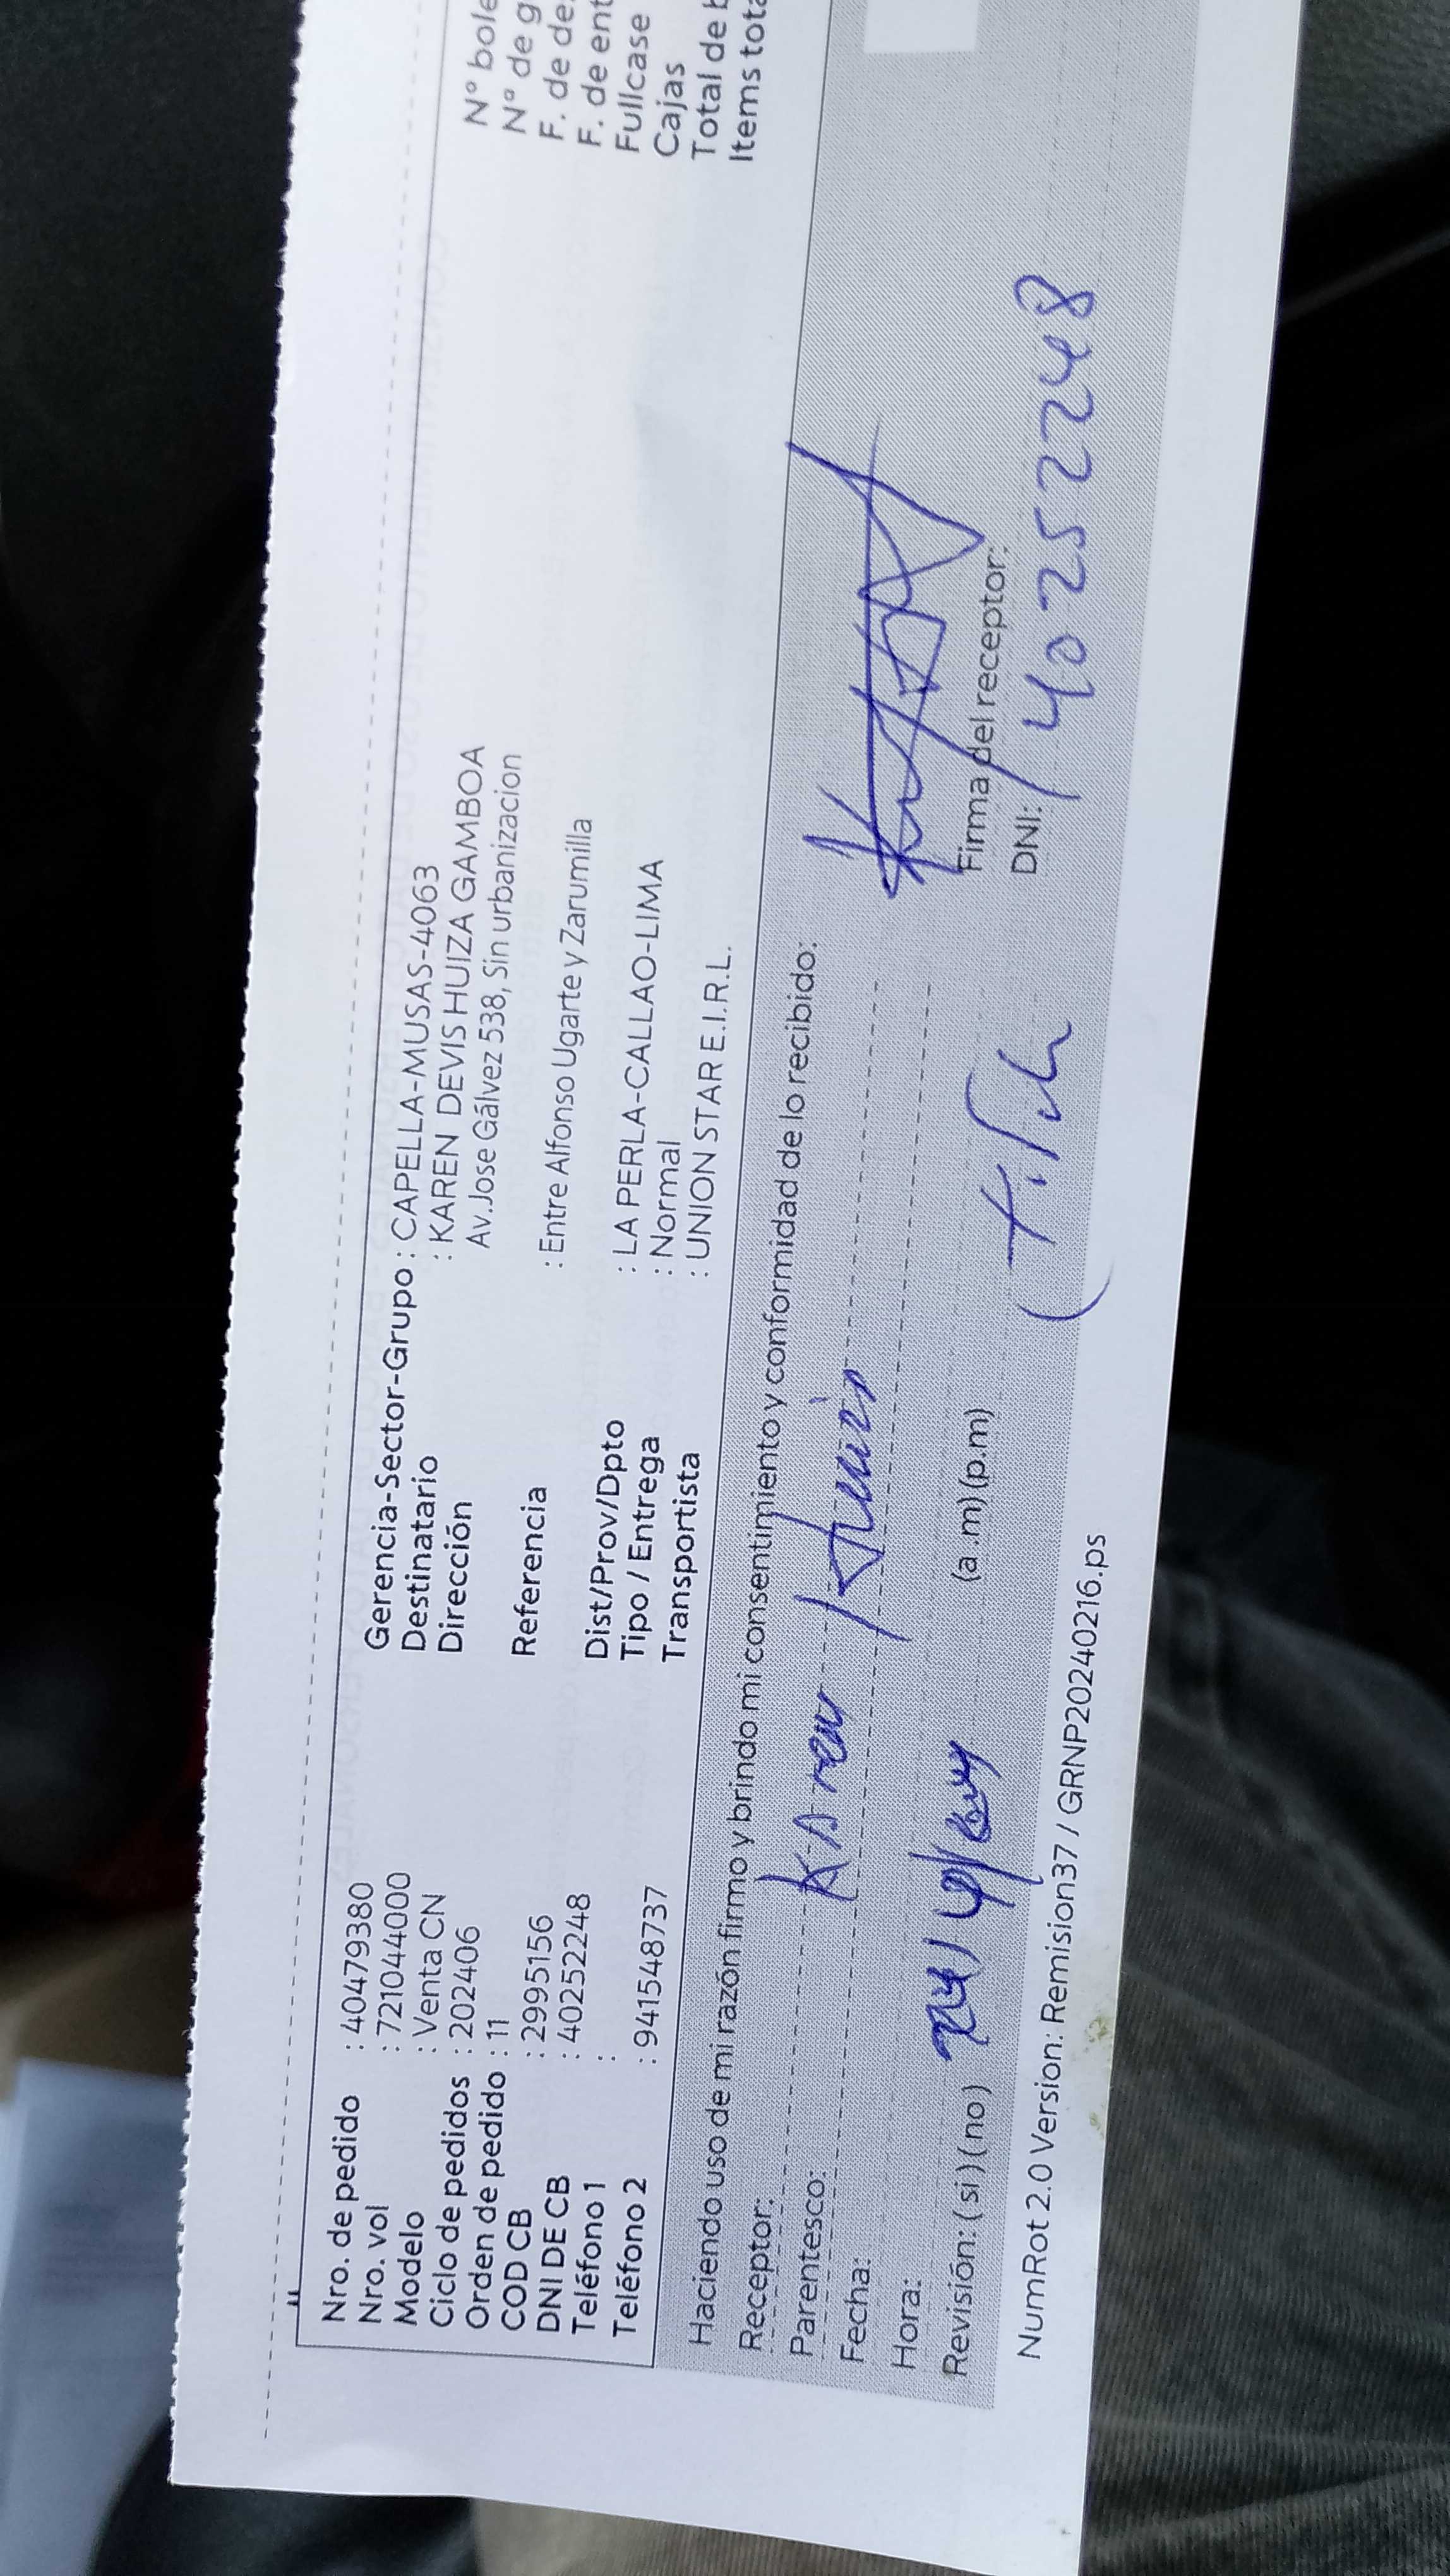 Nro. de pedido : 40479380
Nro. vol : 721044000
Modelo : Venta CN
Ciclo de pedidos : 202406
Orden de pedido : 11
COD CB : 2995156
DNI DE CB : 40252248
Teléfono 1 :
Teléfono 2 : 941548737
Gerencia-Sector-Grupo : CAPELLA-MUSAS-4063
Destinatario : KAREN DEVIS HUIZA GAMBOA
Dirección Av.Jose Gálvez 538, Sin urbanizacion
Referencia : Entre Alfonso Ugarte y Zarumilla
Dist/Prov/Dpto : LA PERLA-CALLAO-LIMA
Tipo / Entrega : Normal
Transportista : UNION STAR E.I.R.L.
N° bole
N° de g
F. de de
F. de ent
Fullcase
Cajas
Total de b
Items tota
Haciendo uso de mi razón firmo y brindo mi consentimiento y conformidad de lo recibido:
Receptor: Karen
Parentesco:
Fecha:
Hora: (a .m) (p.m)
Revisión: ( si ) ( no )
Firma del receptor:
DNI: 40252248
NumRot 2.0 Version: Remision37 / GRNP20240216.ps